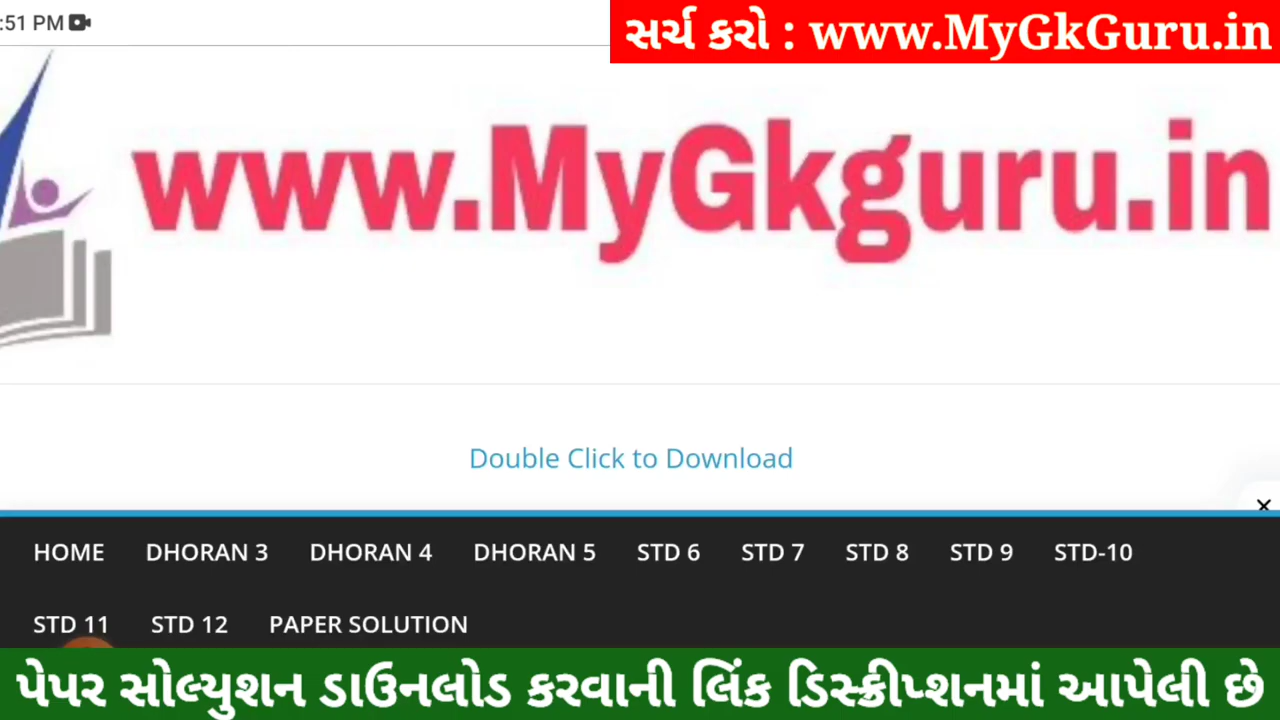 :51 PM
સર્ચ કરો : www.MyGkGuru.in
www.MyGkguru.in
Double Click to Download
×
HOME DHORAN 3 DHORAN 4 DHORAN 5 STD 6 STD 7 STD 8 STD 9 STD-10
STD 11 STD 12 PAPER SOLUTION
પેપર સોલ્યુશન ડાઉનલોડ કરવાની લિંક ડિસ્ક્રીપ્શનમાં આપેલી છે